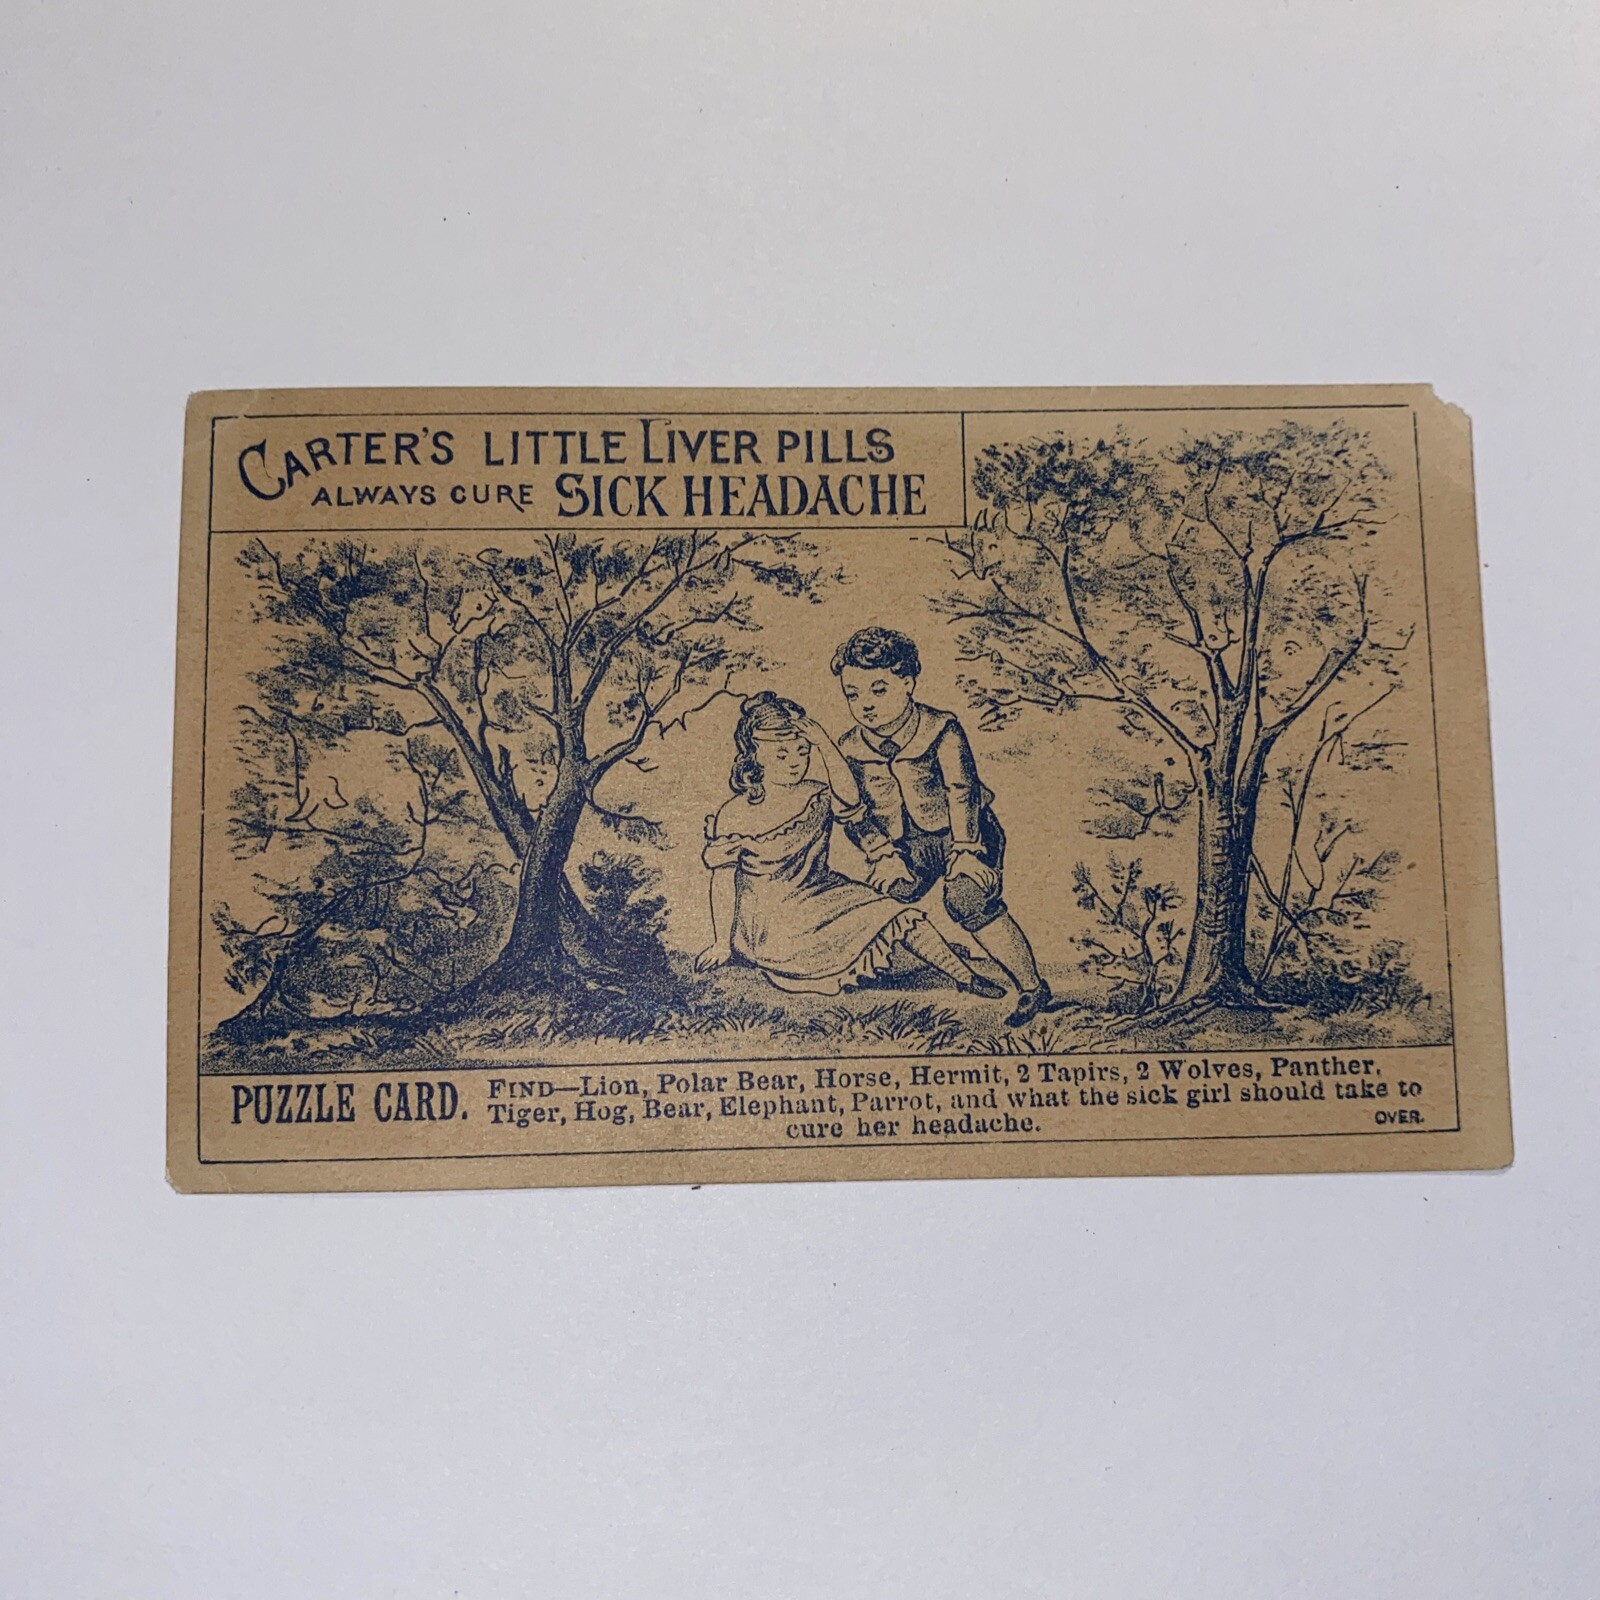 CARTER'S LITTLE LIVER PILLS
ALWAYS CURE SICK HEADACHE
PUZZLE CARD. FIND—Lion, Polar Bear, Horse, Hermit, 2 Tapirs, 2 Wolves, Panther,
Tiger, Hog, Bear, Elephant, Parrot, and what the sick girl should take to
cure her headache.
OVER.